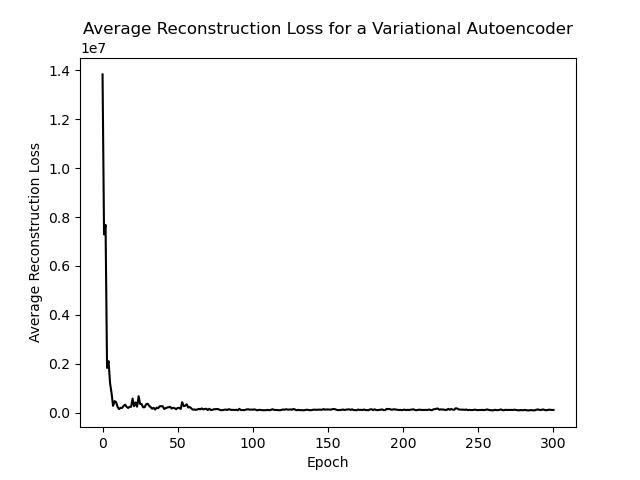 Average Reconstruction Loss for a Variational Autoencoder
1e7
1.4
1.2
1.0
0.8
0.6
0.4
0.2
0.0
Average Reconstruction Loss
0 50 100 150 200 250 300
Epoch